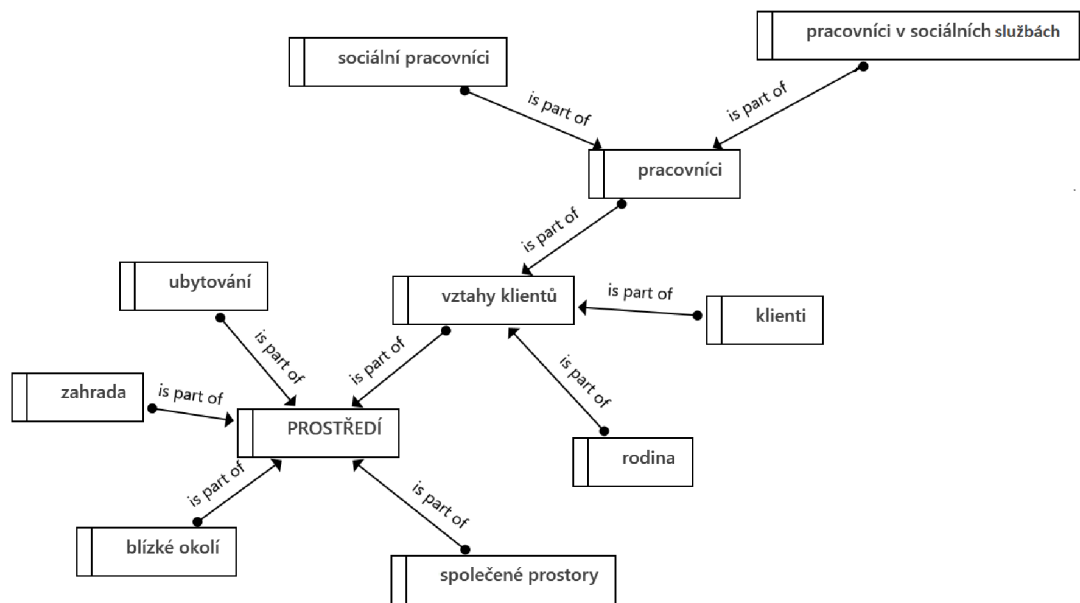 pracovníci v sociálních službách
sociální pracovníci
is part of
is part of
pracovníci
is part of
ubytování
vztahy klientů
is part of
klienti
is part of
is part of
is part of
zahrada
is part of
PROSTŘEDÍ
rodina
is part of
is part of
blízké okolí
společené prostory